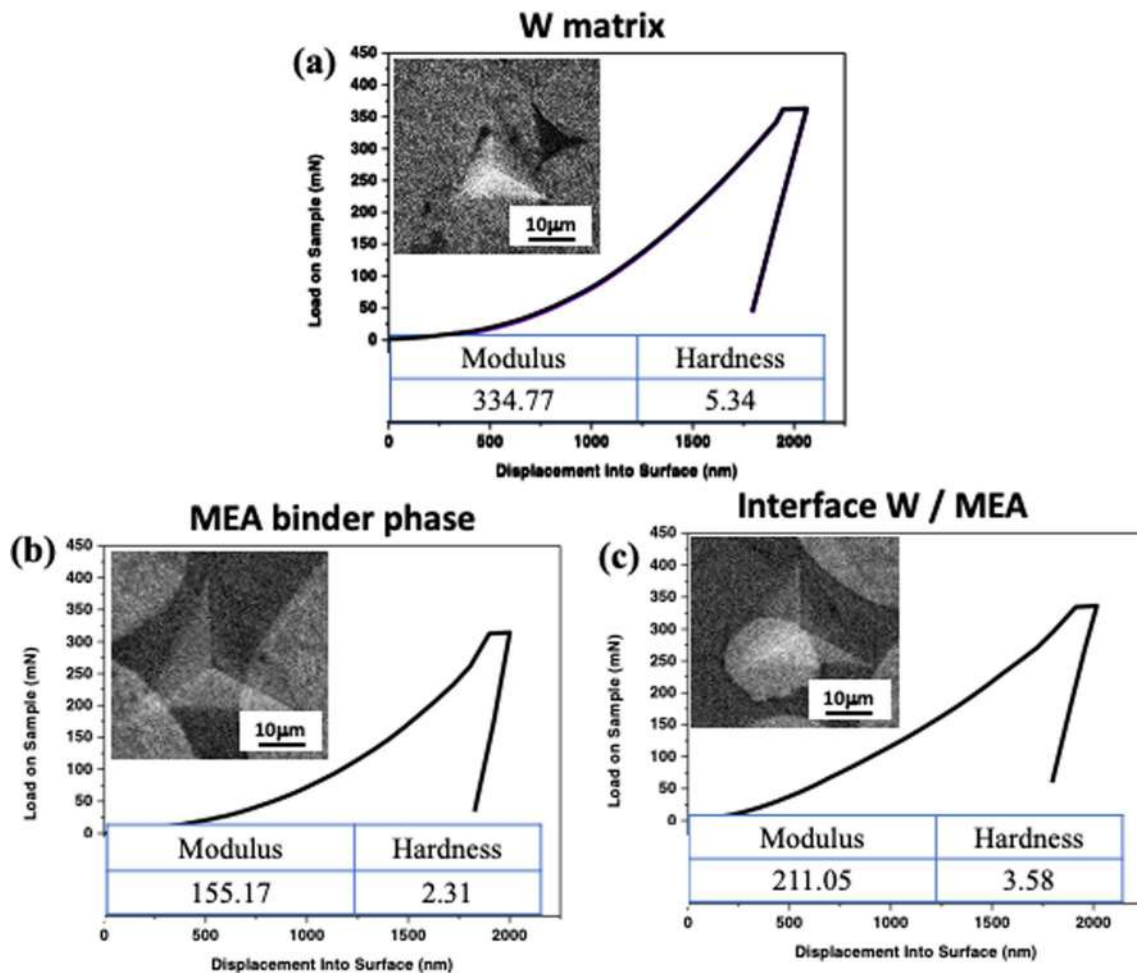 W matrix
(a)
450
400
350
300
250
200
150
100
50
0
Load on Sample (mN)
10µm
Modulus Hardness
334.77 5.34
0 500 1000 1500 2000
Displacement Into Surface (nm)
MEA binder phase
(b)
450
400
350
300
250
200
150
100
50
0
Load on Sample (mN)
10µm
Modulus Hardness
155.17 2.31
0 500 1000 1500 2000
Displacement Into Surface (nm)
Interface W / MEA
(c)
450
400
350
300
250
200
150
100
50
0
Load on Sample (mN)
10µm
Modulus Hardness
211.05 3.58
0 500 1000 1500 2000
Displacement Into Surface (nm)